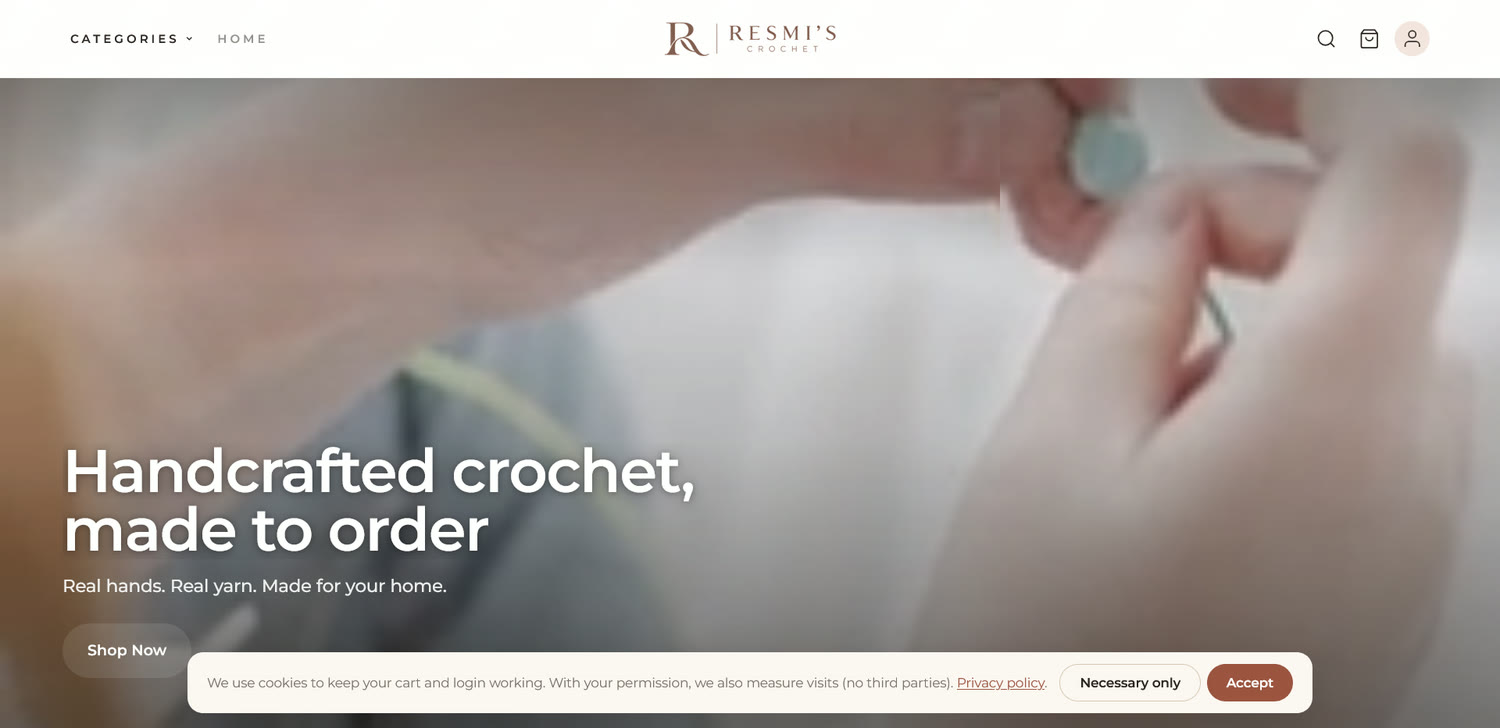 CATEGORIES HOME
R RESMI'S
CROCHET
Handcrafted crochet,
made to order
Real hands. Real yarn. Made for your home.
Shop Now
We use cookies to keep your cart and login working. With your permission, we also measure visits (no third parties). Privacy policy. Necessary only Accept